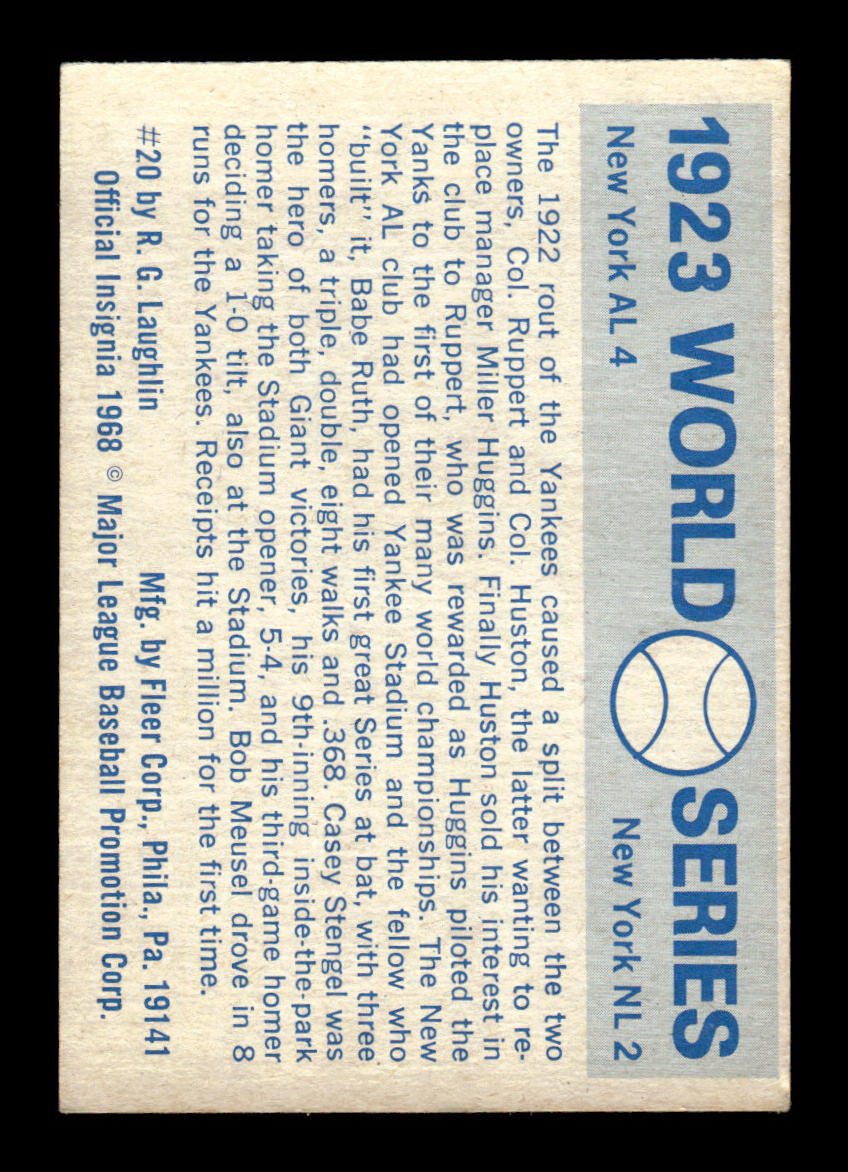 1923 WORLD SERIES
New York AL 4 New York NL 2
The 1922 rout of the Yankees caused a split between the two
owners, Col. Ruppert and Col. Huston, the latter wanting to re-
place manager Miller Huggins. Finally Huston sold his interest in
the club to Ruppert, who was rewarded as Huggins piloted the
Yanks to the first of their many world championships. The New
York AL club had opened Yankee Stadium and the fellow who
"built" it, Babe Ruth, had his first great Series at bat, with three
homers, a triple, double, eight walks and .368. Casey Stengel was
the hero of both Giant victories, his 9th-inning inside-the-park
homer taking the Stadium opener, 5-4, and his third-game homer
deciding a 1-0 tilt, also at the Stadium. Bob Meusel drove in 8
runs for the Yankees. Receipts hit a million for the first time.
#20 by R. G. Laughlin Mfg. by Fleer Corp., Phila., Pa. 19141
Official Insignia 1968 © Major League Baseball Promotion Corp.